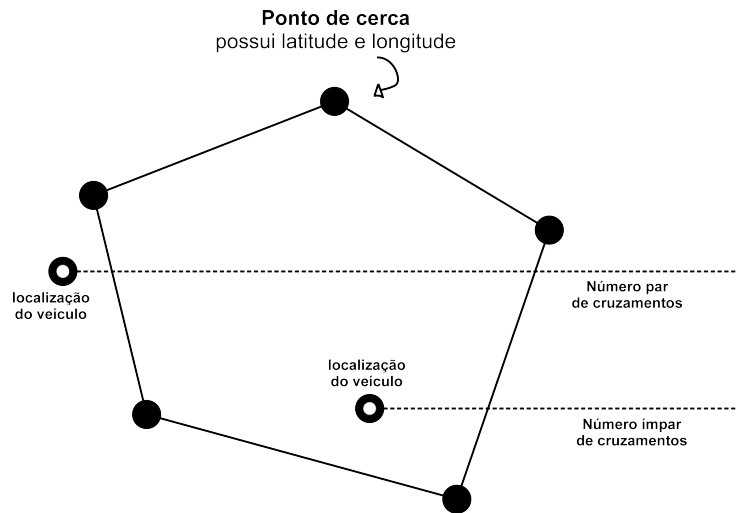 Ponto de cerca
possui latitude e longitude
localização
do veículo
Número par
de cruzamentos
localização
do veículo
Número ímpar
de cruzamentos